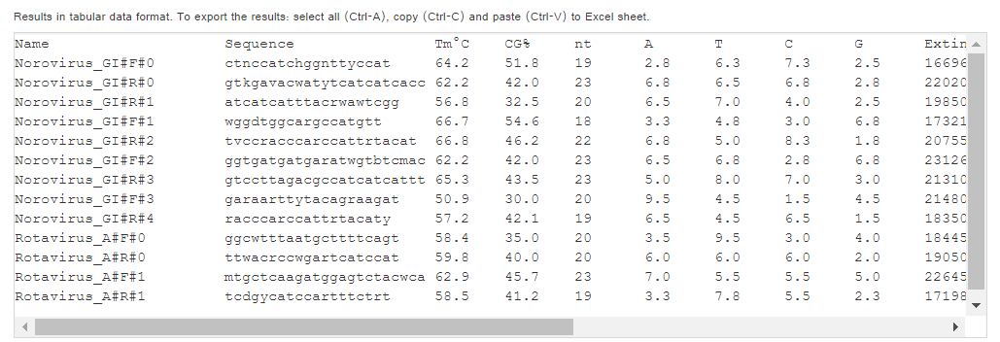 Results in tabular data format. To export the results: select all (Ctrl-A), copy (Ctrl-C) and paste (Ctrl-V) to Excel sheet.
Name Sequence Tm°C CG% nt A T C G Extin
Norovirus_GI#F#0 ctnccatchggnttyccat 64.2 51.8 19 2.8 6.3 7.3 2.5 16696
Norovirus_GI#R#0 gtkgavacwatytcatcatcacc 62.2 42.0 23 6.8 6.5 6.8 2.8 22020
Norovirus_GI#R#1 atcatcatttacrwawtcgg 56.8 32.5 20 6.5 7.0 4.0 2.5 19850
Norovirus_GI#F#1 wggdtggcargccatgtt 66.7 54.6 18 3.3 4.8 3.0 6.8 17321
Norovirus_GI#R#2 tvccracccarccattrtacat 66.8 46.2 22 6.8 5.0 8.3 1.8 20755
Norovirus_GI#F#2 ggtgatgatgaratwgtbtcmac 62.2 42.0 23 6.5 6.8 2.8 6.8 23126
Norovirus_GI#R#3 gtccttagacgccatcatcattt 65.3 43.5 23 5.0 8.0 7.0 3.0 21310
Norovirus_GI#F#3 garaarttytacagraagat 50.9 30.0 20 9.5 4.5 1.5 4.5 21480
Norovirus_GI#R#4 racccarccattrtacaty 57.2 42.1 19 6.5 4.5 6.5 1.5 18350
Rotavirus_A#F#0 ggcwtttaatgcttttcagt 58.4 35.0 20 3.5 9.5 3.0 4.0 18445
Rotavirus_A#R#0 ttwacrccwgartcatccat 59.8 40.0 20 6.0 6.0 6.0 2.0 19050
Rotavirus_A#F#1 mtgctcaagatggagtctacwca 62.9 45.7 23 7.0 5.5 5.5 5.0 22645
Rotavirus_A#R#1 tcdgycatccartttctrt 58.5 41.2 19 3.3 7.8 5.5 2.3 17198